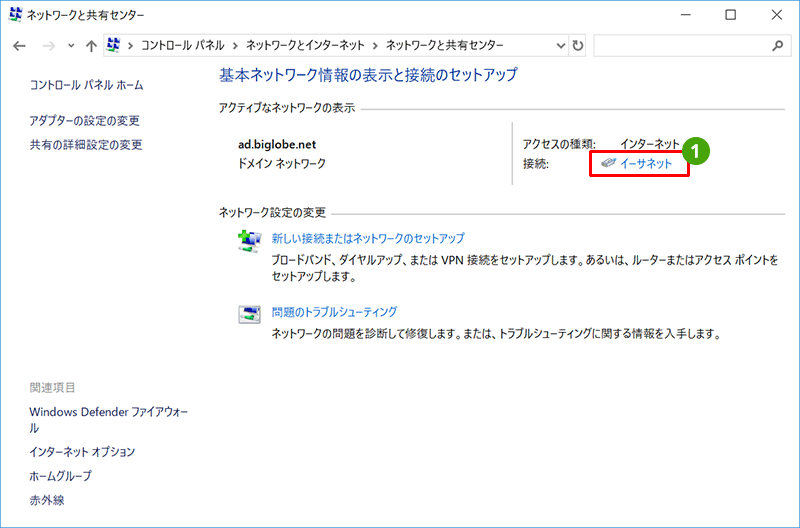 ネットワークと共有センター
コントロール パネル
ネットワークとインターネット
ネットワークと共有センター
コントロール パネル ホーム
アダプターの設定の変更
共有の詳細設定の変更
基本ネットワーク情報の表示と接続のセットアップ
アクティブなネットワークの表示
ad.biglobe.net
ドメイン ネットワーク
アクセスの種類: インターネット
接続: イーサネット
1
ネットワーク設定の変更
新しい接続またはネットワークのセットアップ
ブロードバンド、ダイヤルアップ、または VPN 接続をセットアップします。あるいは、ルーターまたはアクセス ポイントを
セットアップします。
問題のトラブルシューティング
ネットワークの問題を診断して修復します。または、トラブルシューティングに関する情報を入手します。
関連項目
Windows Defender ファイアウォー
ル
インターネット オプション
ホームグループ
赤外線